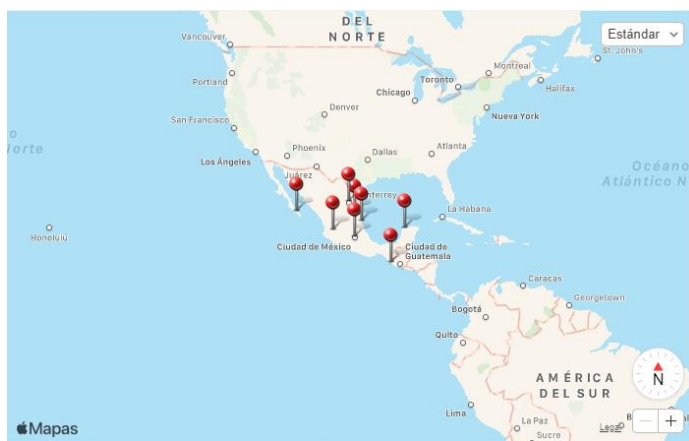 DEL
NORTE
Estándar
Vancouver
St. John's
Montreal
Portland
Toronto
Halifax
Chicago
Nueva York
Denver
San Francisco
Atlanta
Phoenix
Dallas
Los Ángeles
Juárez
Océano
Atlántico N
o
orte
nterrey
La Habana
Honolulú
Ciudad de México
Ciudad de
Guatemala
Caracas
Georgetown
Bogotá
Quito
AMÉRICA
DEL SUR
N
Lima
La Paz
Sucre
Legal
B
Mapas